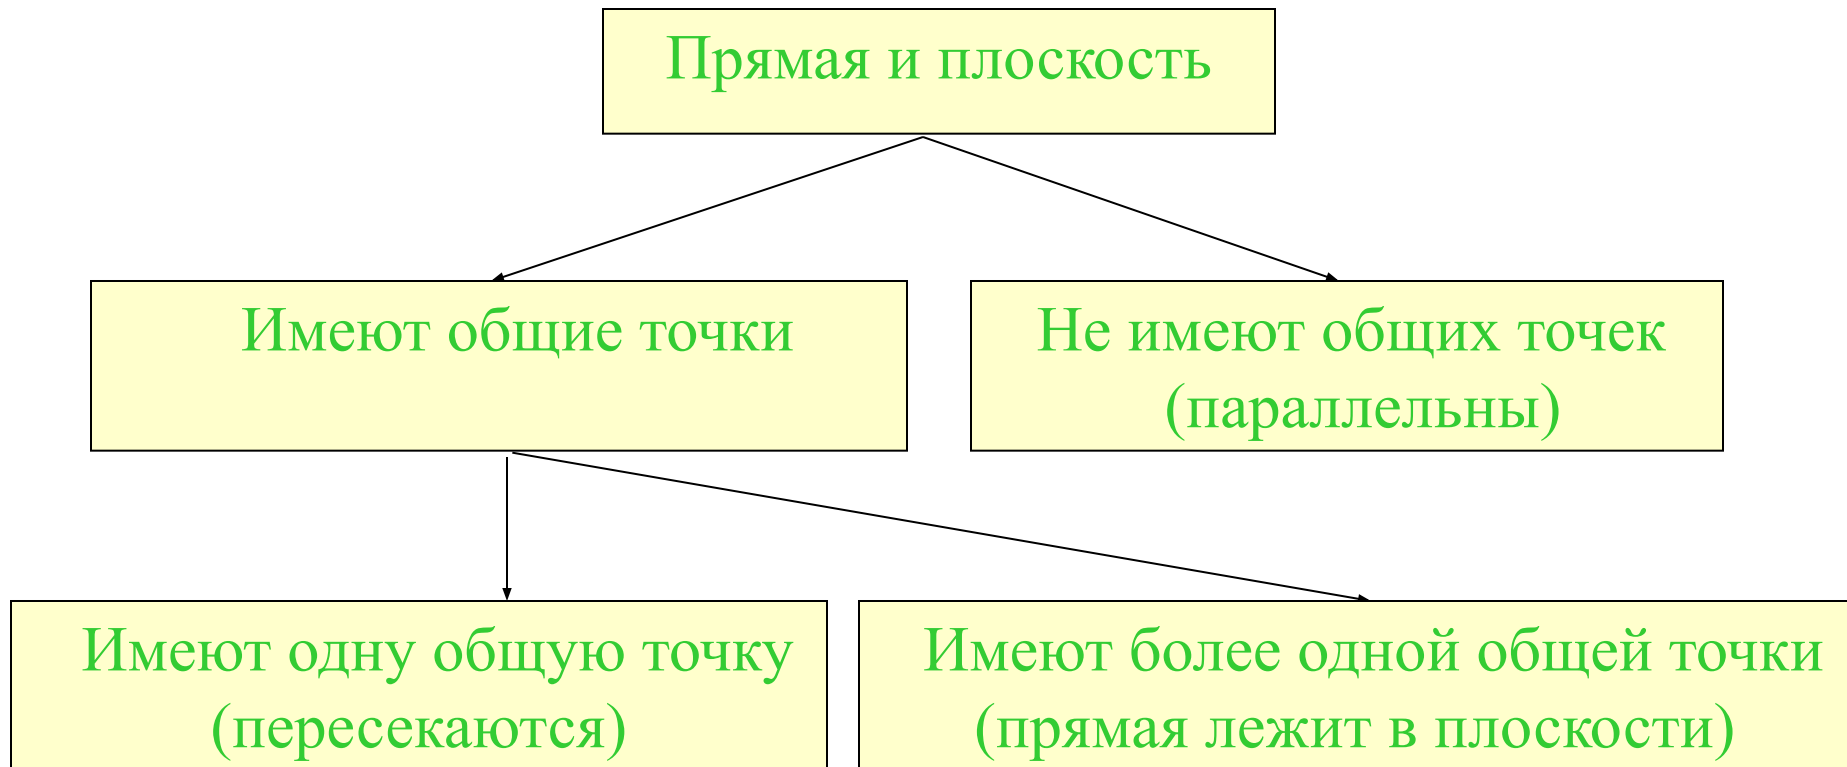 Прямая и плоскость
Имеют общие точки
Не имеют общих точек
(параллельны)
Имеют одну общую точку
(пересекаются)
Имеют более одной общей точки
(прямая лежит в плоскости)